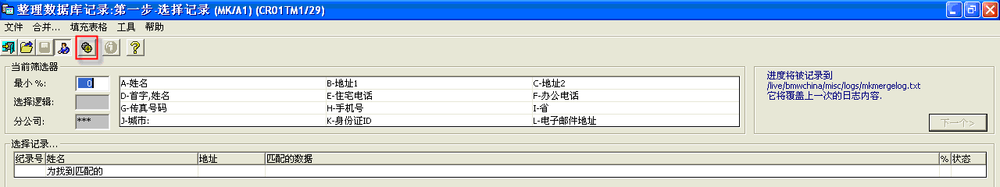 整理数据库记录:第一步-选择记录 (MK/A1) (CR01TM1/29)
文件 合并... 填充表格 工具 帮助
当前筛选器
最小 %: 0
选择逻辑:
分公司: ***
A-姓名 B-地址1 C-地址2
D-首字,姓名 E-住宅电话 F-办公电话
G-传真号码 H-手机号 I-省
J-城市: K-身份证ID L-电子邮件地址
进度将被记录到
/live/bmwchina/misc/logs/mkmergelog.txt
它将覆盖上一次的日志内容.
下一个>
选择记录...
纪录号 姓名 地址 匹配的数据 % 状态
为找到匹配的